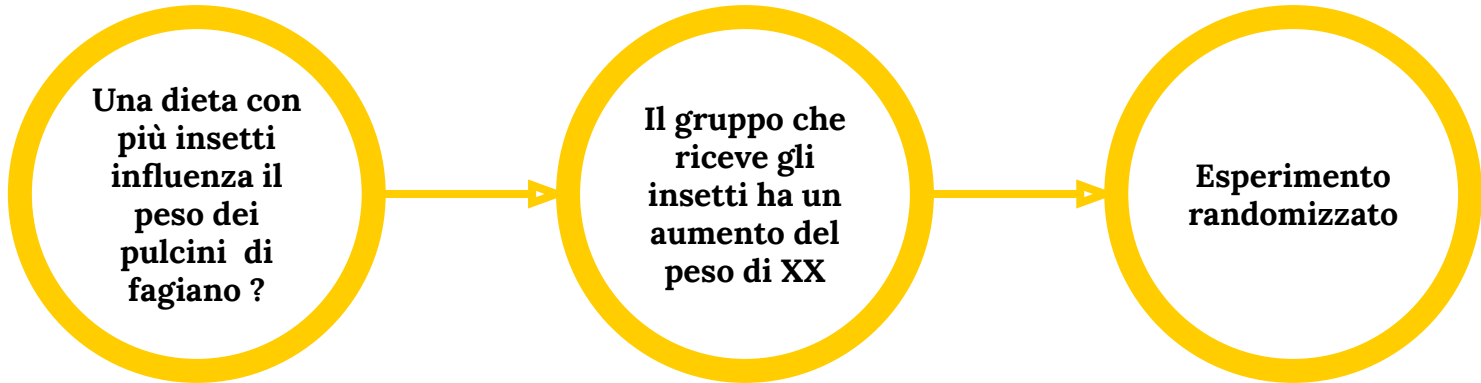 Una dieta con
più insetti
influenza il
peso dei
pulcini  di
fagiano ?
Il gruppo che
riceve gli
insetti ha un
aumento del
peso di XX
Esperimento
randomizzato